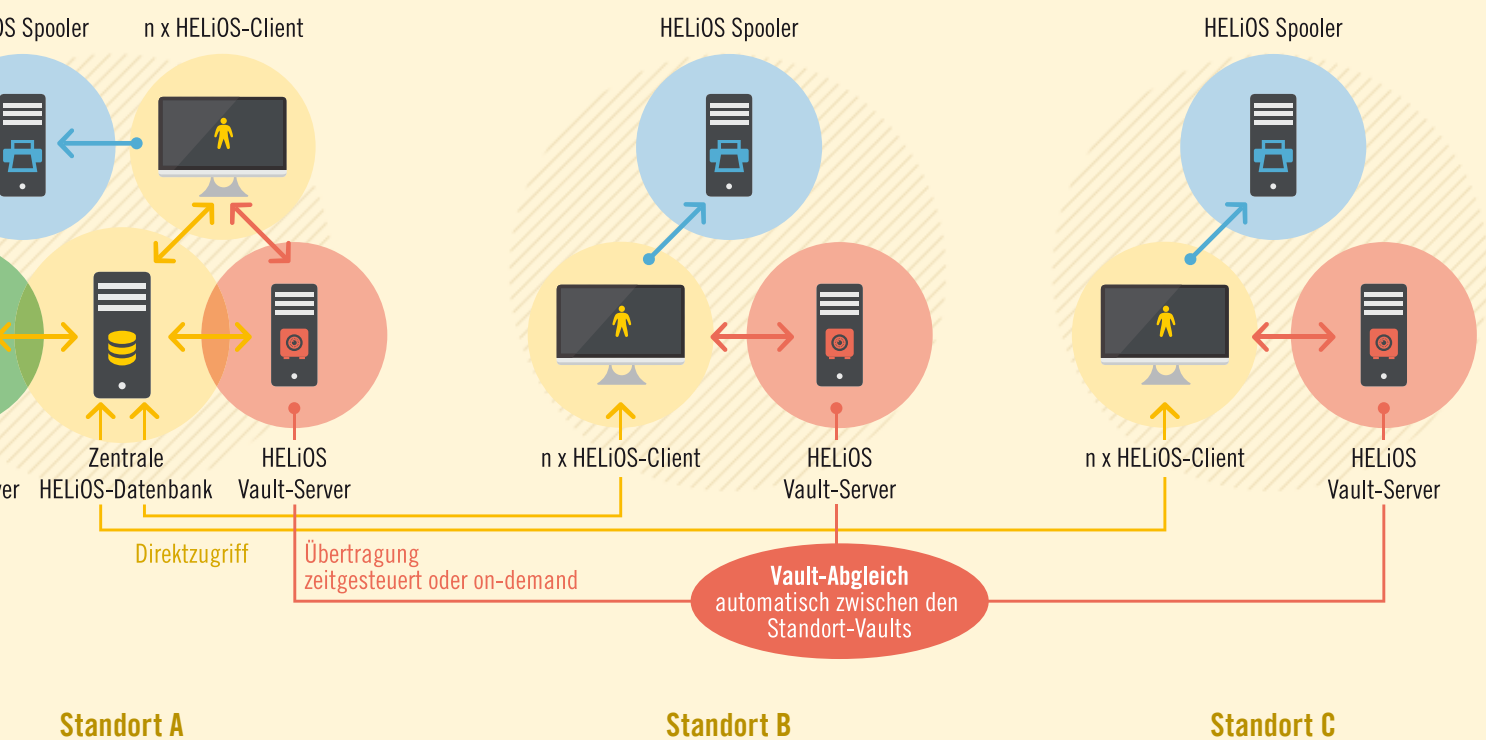 OS Spooler
n x HELiOS-Client
HELiOS Spooler
HELiOS Spooler
Zentrale
HELiOS-Datenbank
HELiOS
Vault-Server
n x HELiOS-Client
HELiOS
Vault-Server
n x HELiOS-Client
HELiOS
Vault-Server
Direktzugriff
Übertragung
zeitgesteuert oder on-demand
Vault-Abgleich
automatisch zwischen den
Standort-Vaults
Standort A
Standort B
Standort C